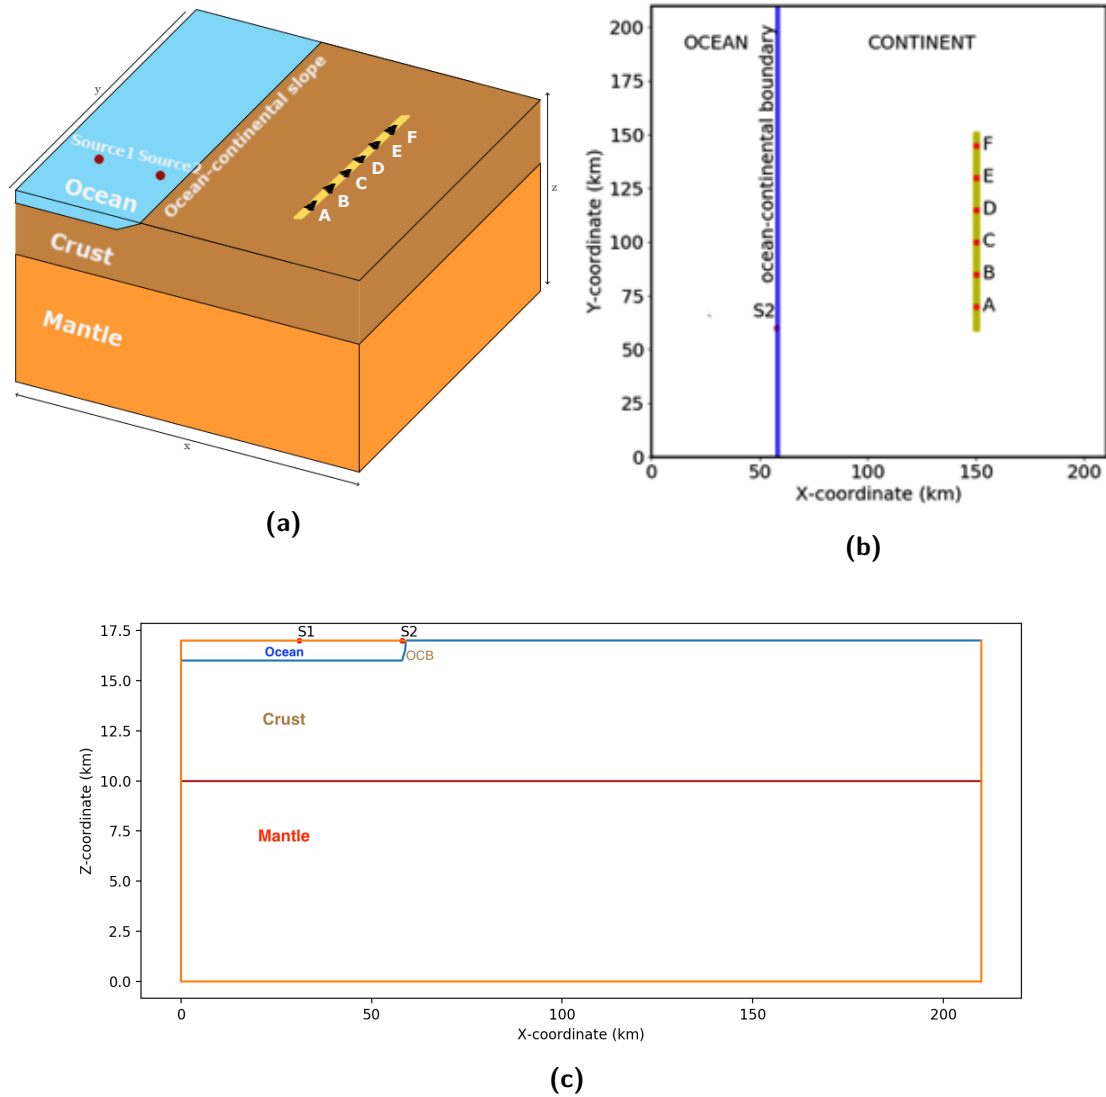 y
Source1
Source2
Ocean
Ocean-continental slope
A
B
C
D
E
F
z
Crust
Mantle
x
(a)
200
175
150
125
100
75
50
25
0
Y-coordinate (km)
OCEAN
ocean-continental boundary
CONTINENT
F
E
D
C
B
A
S2
0
50
100
150
200
X-coordinate (km)
(b)
17.5
15.0
12.5
10.0
7.5
5.0
2.5
0.0
Z-coordinate (km)
S1
S2
Ocean
OCB
Crust
Mantle
0
50
100
150
200
X-coordinate (km)
(c)